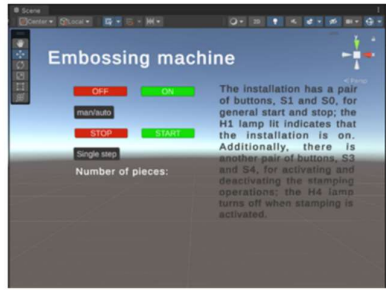 Scene
Center
Local
2D
Embossing machine
OFF
ON
man/auto
STOP
START
Single step
Number of pieces:
The installation has a pair
of buttons, S1 and S0, for
general start and stop; the
H1 lamp lit indicates that
the installation is on.
Additionally, there is
another pair of buttons, S3
and S4, for activating and
deactivating the stamping
operations; the H4 lamp
turns off when stamping is
activated.
Persp